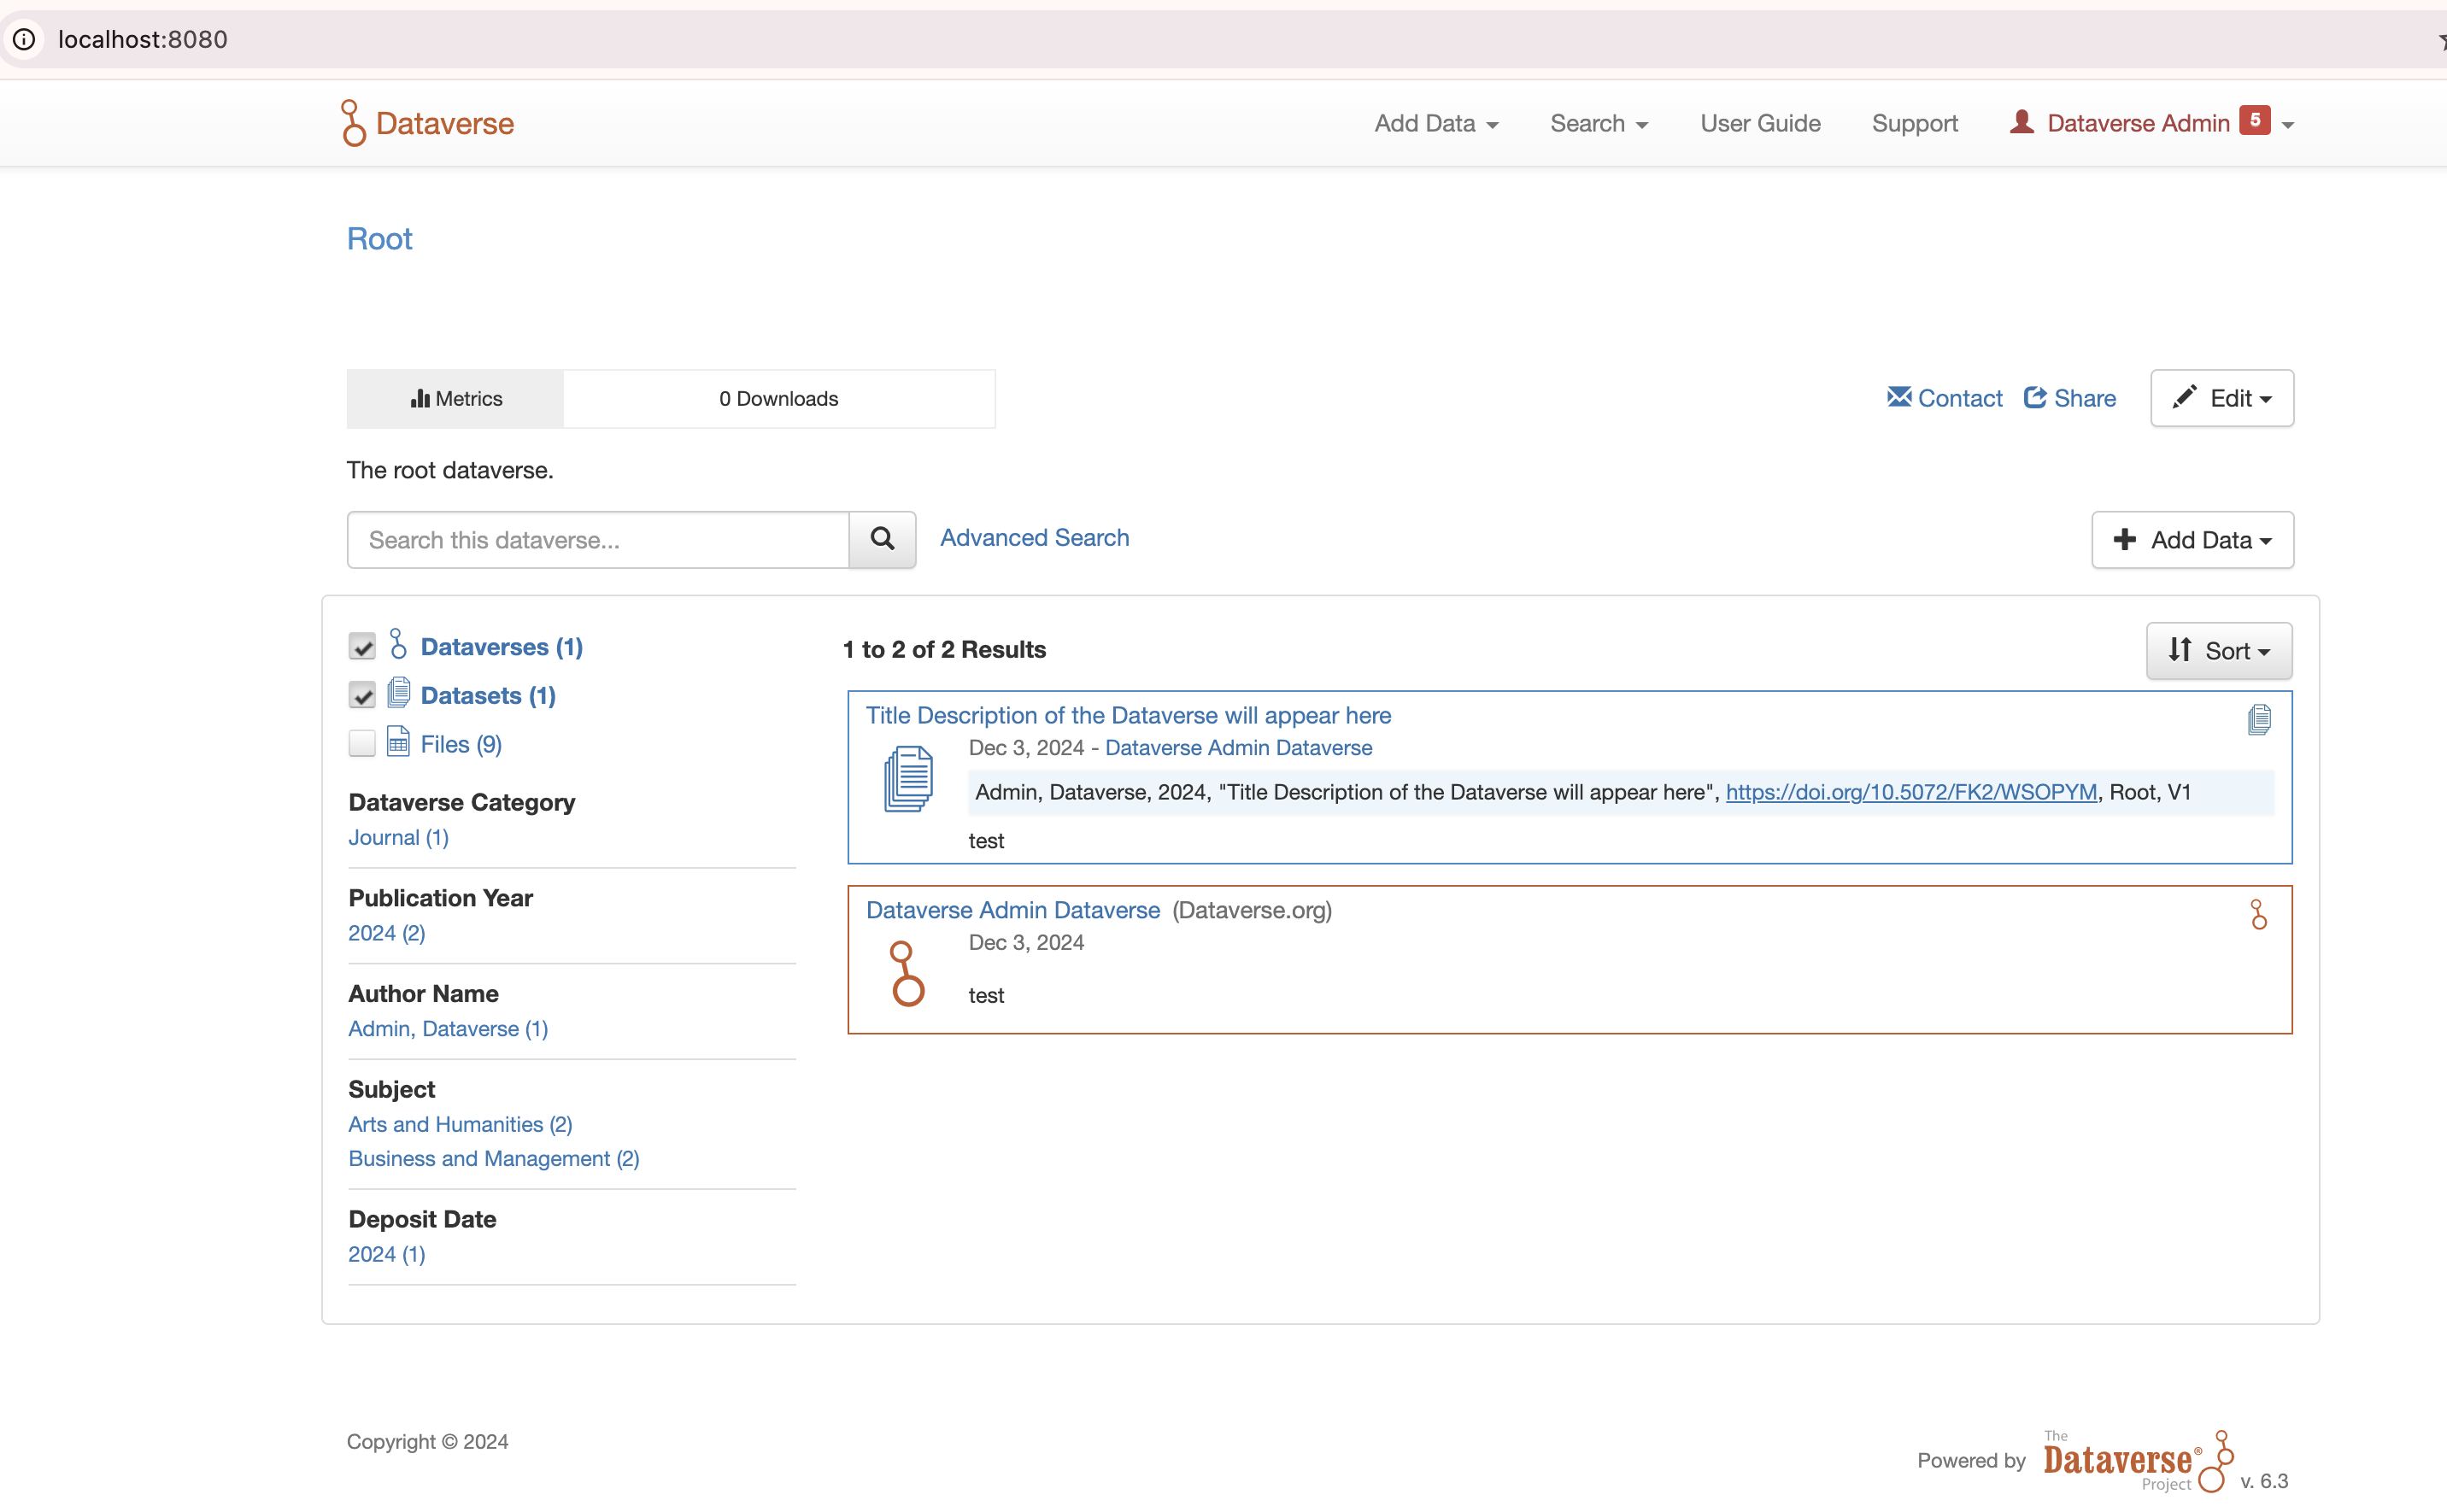 localhost:8080
Dataverse
Add Data
Search
User Guide
Support
Dataverse Admin 5
Root
Metrics
0 Downloads
Contact
Share
Edit
The root dataverse.
Search this dataverse...
Advanced Search
Add Data
Dataverses (1)
Datasets (1)
Files (9)
Dataverse Category
Journal (1)
Publication Year
2024 (2)
Author Name
Admin, Dataverse (1)
Subject
Arts and Humanities (2)
Business and Management (2)
Deposit Date
2024 (1)
1 to 2 of 2 Results
Sort
Title Description of the Dataverse will appear here
Dec 3, 2024 - Dataverse Admin Dataverse
Admin, Dataverse, 2024, "Title Description of the Dataverse will appear here", https://doi.org/10.5072/FK2/WSOPYM, Root, V1
test
Dataverse Admin Dataverse (Dataverse.org)
Dec 3, 2024
test
Copyright © 2024
Powered by
The
Dataverse®
Project
v. 6.3